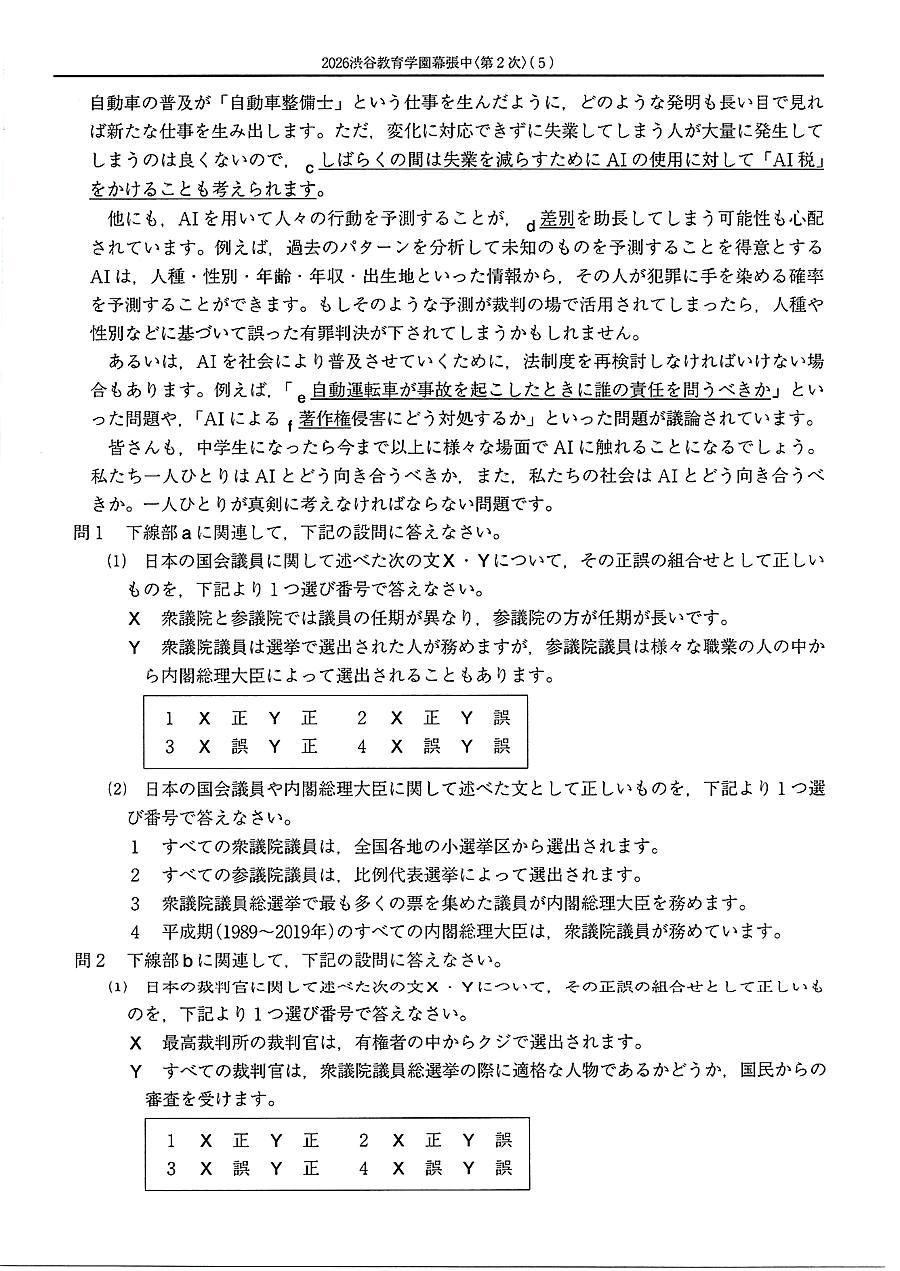 2026渋谷教育学園幕張中〈第2次〉(5)
自動車の普及が「自動車整備士」という仕事を生んだように，どのような発明も長い目で見れ
ば新たな仕事を生み出します。ただ，変化に対応できずに失業してしまう人が大量に発生して
しまうのは良くないので，cしばらくの間は失業を減らすためにAIの使用に対して「AI税」
をかけることも考えられます。
他にも，AIを用いて人々の行動を予測することが，d差別を助長してしまう可能性も心配
されています。例えば，過去のパターンを分析して未知のものを予測することを得意とする
AIは，人種・性別・年齢・年収・出生地といった情報から，その人が犯罪に手を染める確率
を予測することができます。もしそのような予測が裁判の場で活用されてしまったら，人種や
性別などに基づいて誤った有罪判決が下されてしまうかもしれません。
あるいは，AIを社会により普及させていくために，法制度を再検討しなければいけない場
合もあります。例えば，「e自動運転車が事故を起こしたときに誰の責任を問うべきか」とい
った問題や，「AIによるf著作権侵害にどう対処するか」といった問題が議論されています。
皆さんも，中学生になったら今まで以上に様々な場面でAIに触れることになるでしょう。
私たち一人ひとりはAIとどう向き合うべきか，また，私たちの社会はAIとどう向き合うべ
きか。一人ひとりが真剣に考えなければならない問題です。
問1 下線部aに関連して，下記の設問に答えなさい。
(1) 日本の国会議員に関して述べた次の文X・Yについて，その正誤の組合せとして正しい
ものを，下記より1つ選び番号で答えなさい。
X 衆議院と参議院では議員の任期が異なり，参議院の方が任期が長いです。
Y 衆議院議員は選挙で選出された人が務めますが，参議院議員は様々な職業の人の中か
ら内閣総理大臣によって選出されることもあります。
1 X 正 Y 正 2 X 正 Y 誤
3 X 誤 Y 正 4 X 誤 Y 誤
(2) 日本の国会議員や内閣総理大臣に関して述べた文として正しいものを，下記より1つ選
び番号で答えなさい。
1 すべての衆議院議員は，全国各地の小選挙区から選出されます。
2 すべての参議院議員は，比例代表選挙によって選出されます。
3 衆議院議員総選挙で最も多くの票を集めた議員が内閣総理大臣を務めます。
4 平成期(1989～2019年)のすべての内閣総理大臣は，衆議院議員が務めています。
問2 下線部bに関連して，下記の設問に答えなさい。
(1) 日本の裁判官に関して述べた次の文X・Yについて，その正誤の組合せとして正しいも
のを，下記より1つ選び番号で答えなさい。
X 最高裁判所の裁判官は，有権者の中からクジで選出されます。
Y すべての裁判官は，衆議院議員総選挙の際に適格な人物であるかどうか，国民からの
審査を受けます。
1 X 正 Y 正 2 X 正 Y 誤
3 X 誤 Y 正 4 X 誤 Y 誤